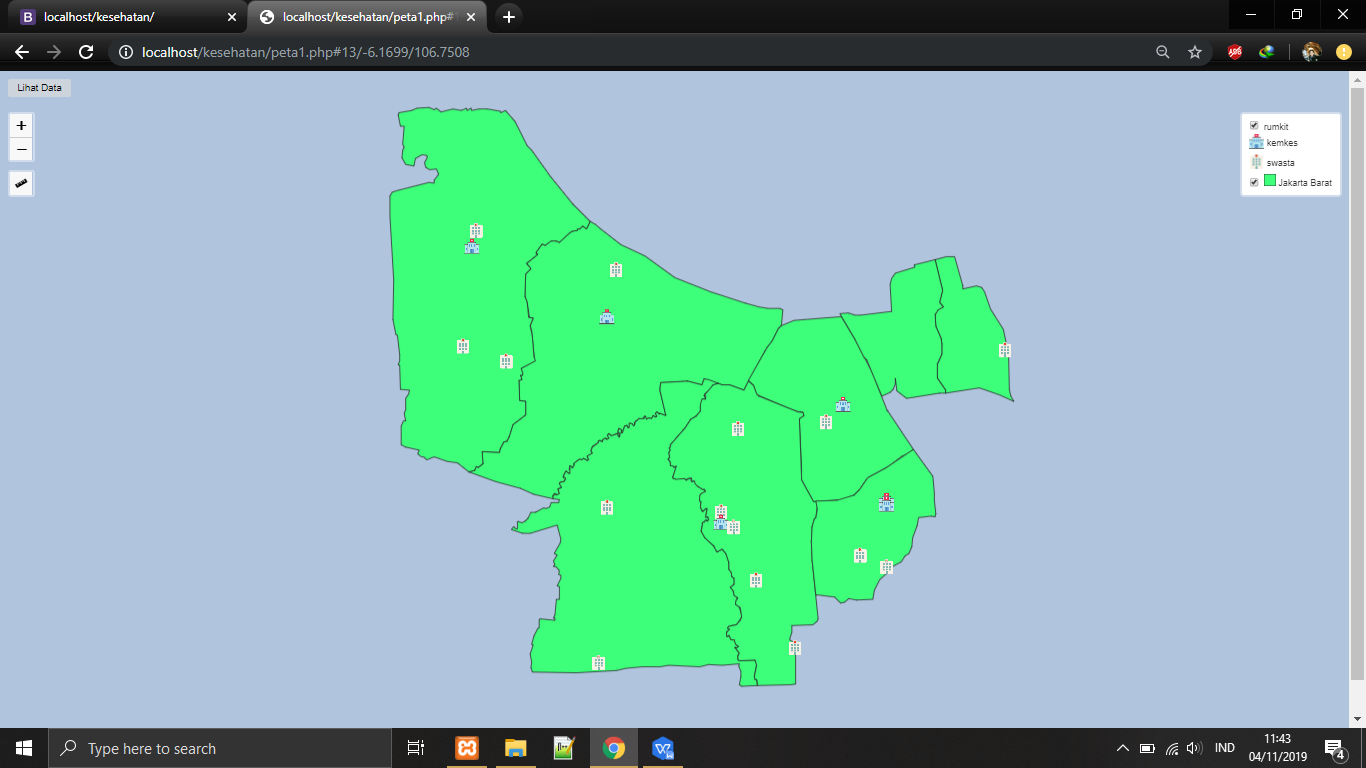 localhost/kesehatan/
localhost/kesehatan/peta1.php#
localhost/kesehatan/peta1.php#13/-6.1699/106.7508
Lihat Data
+
−
rumkit
kemkes
swasta
Jakarta Barat
Type here to search
IND
11:43
04/11/2019
4